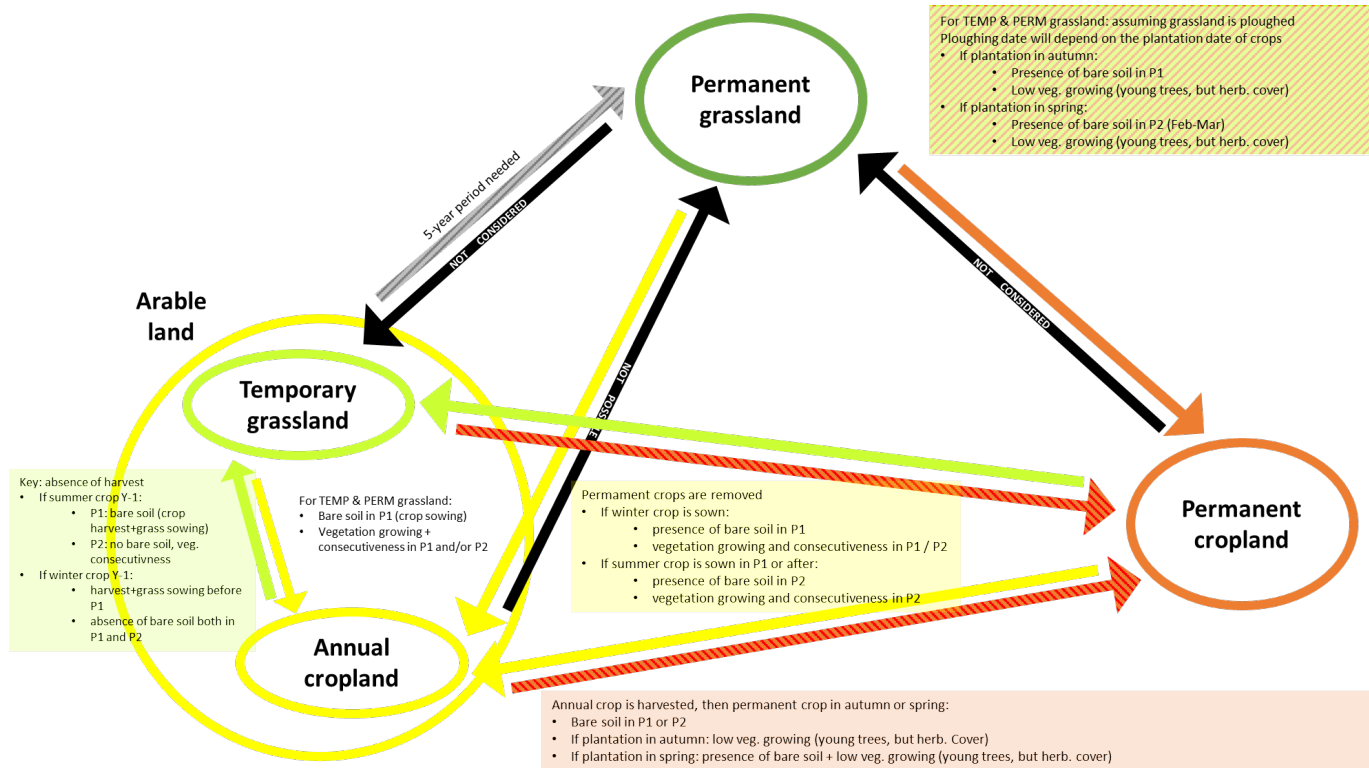 For TEMP & PERM grassland: assuming grassland is ploughed
Ploughing date will depend on the plantation date of crops
• If plantation in autumn:
• Presence of bare soil in P1
• Low veg. growing (young trees, but herb. cover)
• If plantation in spring:
• Presence of bare soil in P2 (Feb-Mar)
• Low veg. growing (young trees, but herb. cover)
Permanent
grassland
5-year period needed
NOT CONSIDERED
NOT CONSIDERED
Arable
land
NOT POSS LE
Temporary
grassland
Key: absence of harvest
• If summer crop Y-1:
• P1: bare soil (crop
harvest+grass sowing)
• P2: no bare soil, veg.
consecutivness
• If winter crop Y-1:
• harvest+grass sowing before
P1
• absence of bare soil both in
P1 and P2
For TEMP & PERM grassland:
• Bare soil in P1 (crop sowing)
• Vegetation growing +
consecutiveness in P1 and/or P2
Permament crops are removed
• If winter crop is sown:
• presence of bare soil in P1
• vegetation growing and consecutiveness in P1 / P2
• If summer crop is sown in P1 or after:
• presence of bare soil in P2
• vegetation growing and consecutiveness in P2
Permanent
cropland
Annual
cropland
Annual crop is harvested, then permanent crop in autumn or spring:
• Bare soil in P1 or P2
• If plantation in autumn: low veg. growing (young trees, but herb. Cover)
• If plantation in spring: presence of bare soil + low veg. growing (young trees, but herb. cover)